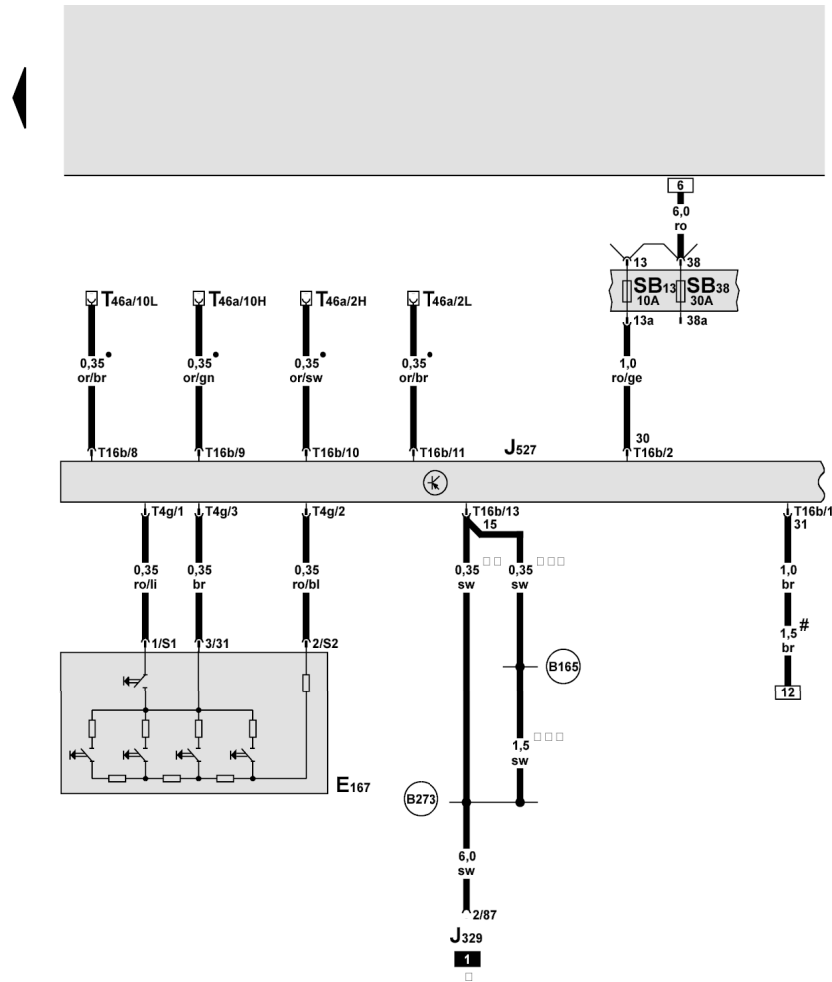 6
6,0
ro
13 38
SB13 SB38
10A 30A
13a 38a
T46a/10L T46a/10H T46a/2H T46a/2L
0,35 0,35 0,35 0,35 1,0
or/br or/gn or/sw or/br ro/ge
J527 30
T16b/8 T16b/9 T16b/10 T16b/11 T16b/2
T4g/1 T4g/3 T4g/2 T16b/13 T16b/1
15 31
0,35 0,35 0,35 0,35 0,35 1,0
ro/li br ro/bl sw sw br
1,5 #
br
1/S1 3/31 2/S2
B165
12
1,5
sw
E167
B273
6,0
sw
2/87
J329
1